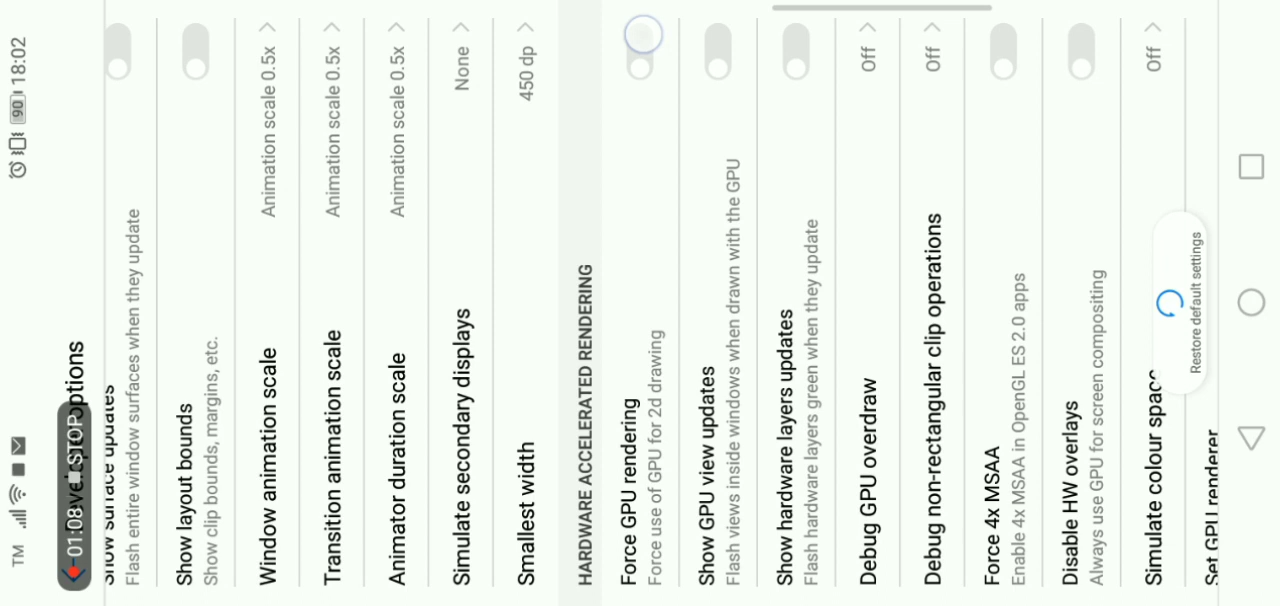 TM
90 18:02
01:08 STOP
Developer options
Show surface updates
Flash entire window surfaces when they update
Show layout bounds
Show clip bounds, margins, etc.
Window animation scale
Animation scale 0.5x
Transition animation scale
Animation scale 0.5x
Animator duration scale
Animation scale 0.5x
Simulate secondary displays
None
Smallest width
450 dp
HARDWARE ACCELERATED RENDERING
Force GPU rendering
Force use of GPU for 2d drawing
Show GPU view updates
Flash views inside windows when drawn with the GPU
Show hardware layers updates
Flash hardware layers green when they update
Debug GPU overdraw
Off
Debug non-rectangular clip operations
Off
Force 4x MSAA
Enable 4x MSAA in OpenGL ES 2.0 apps
Disable HW overlays
Always use GPU for screen compositing
Simulate colour space
Off
Restore default settings
Set GPU renderer